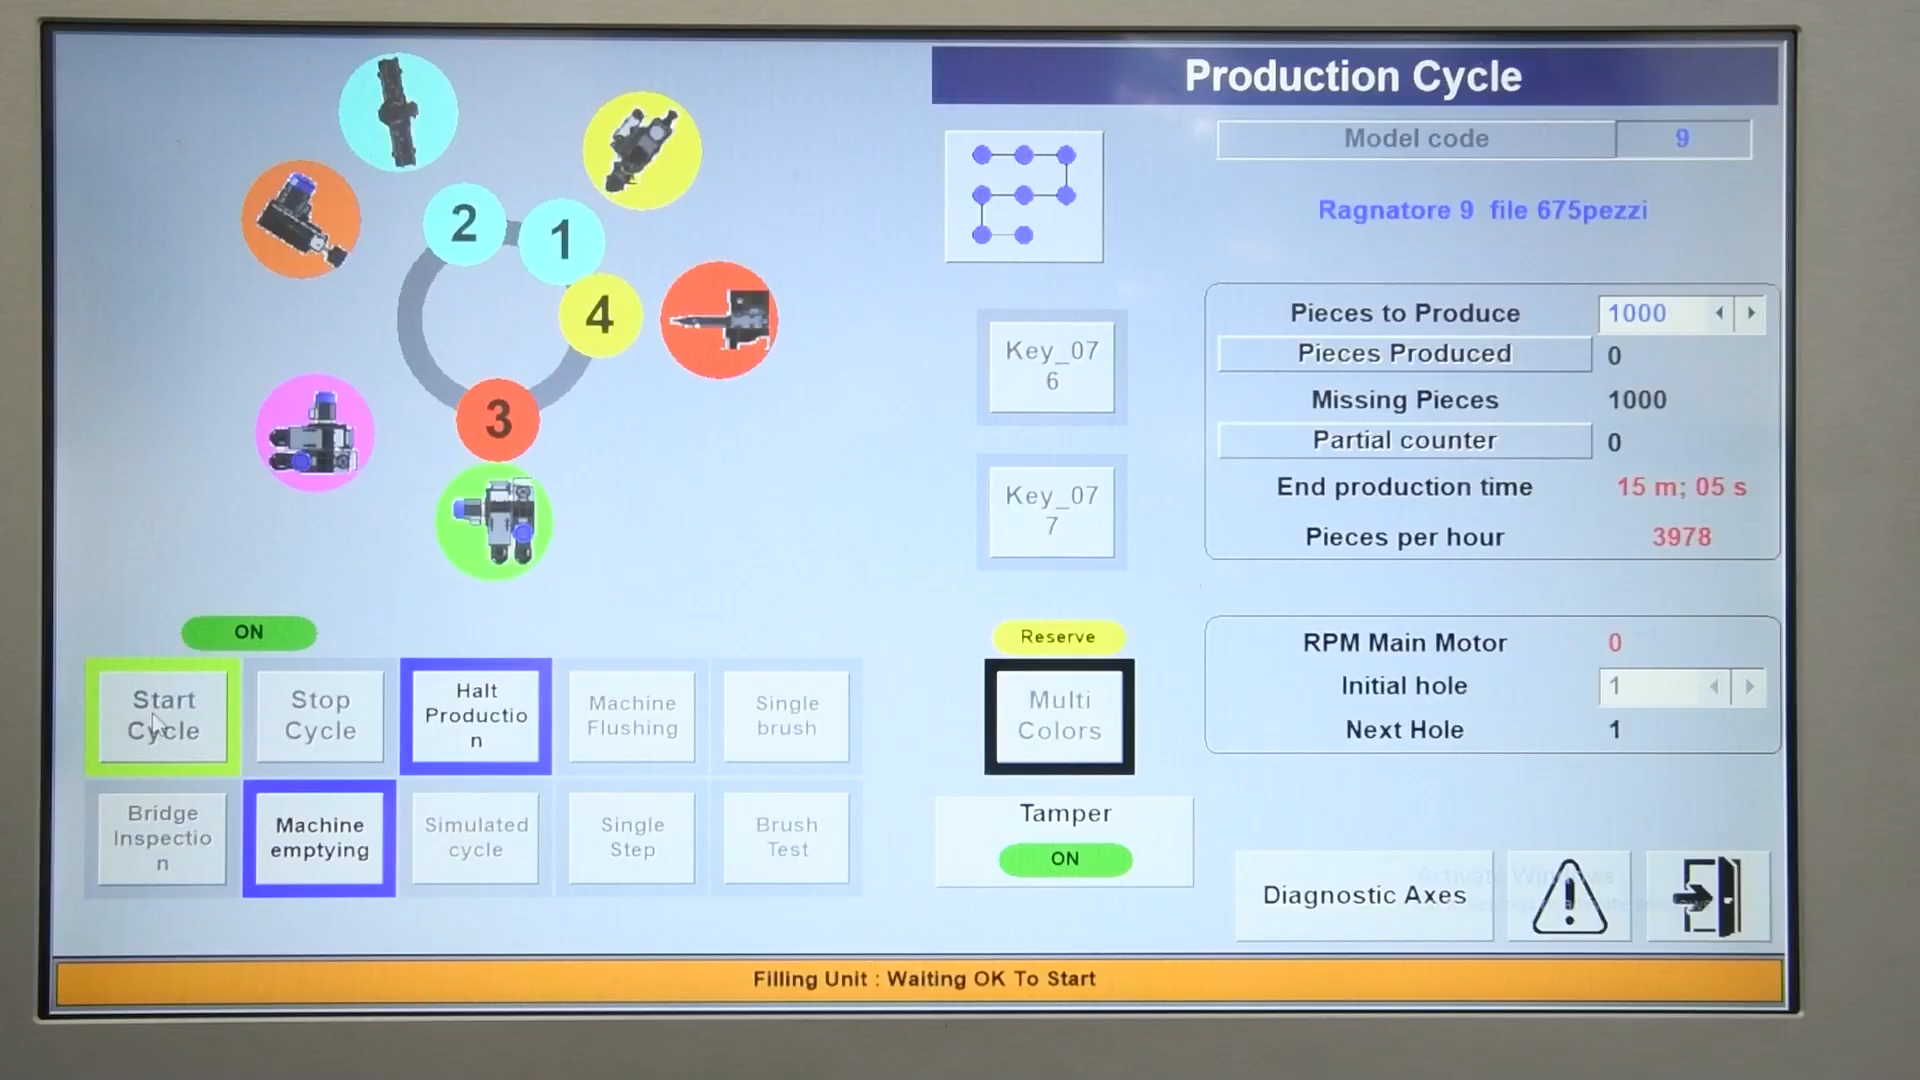 Production Cycle
Model code 9
Ragnatore 9 file 675pezzi
2
1
4
3
Key_07
6
Key_07
7
Pieces to Produce 1000
Pieces Produced 0
Missing Pieces 1000
Partial counter 0
End production time 15 m; 05 s
Pieces per hour 3978
ON
Start
Cycle
Stop
Cycle
Halt
Productio
n
Machine
Flushing
Single
brush
Reserve
Multi
Colors
RPM Main Motor 0
Initial hole 1
Next Hole 1
Bridge
Inspectio
n
Machine
emptying
Simulated
cycle
Single
Step
Brush
Test
Tamper
ON
Diagnostic Axes
Activate Windows
Filling Unit : Waiting OK To Start